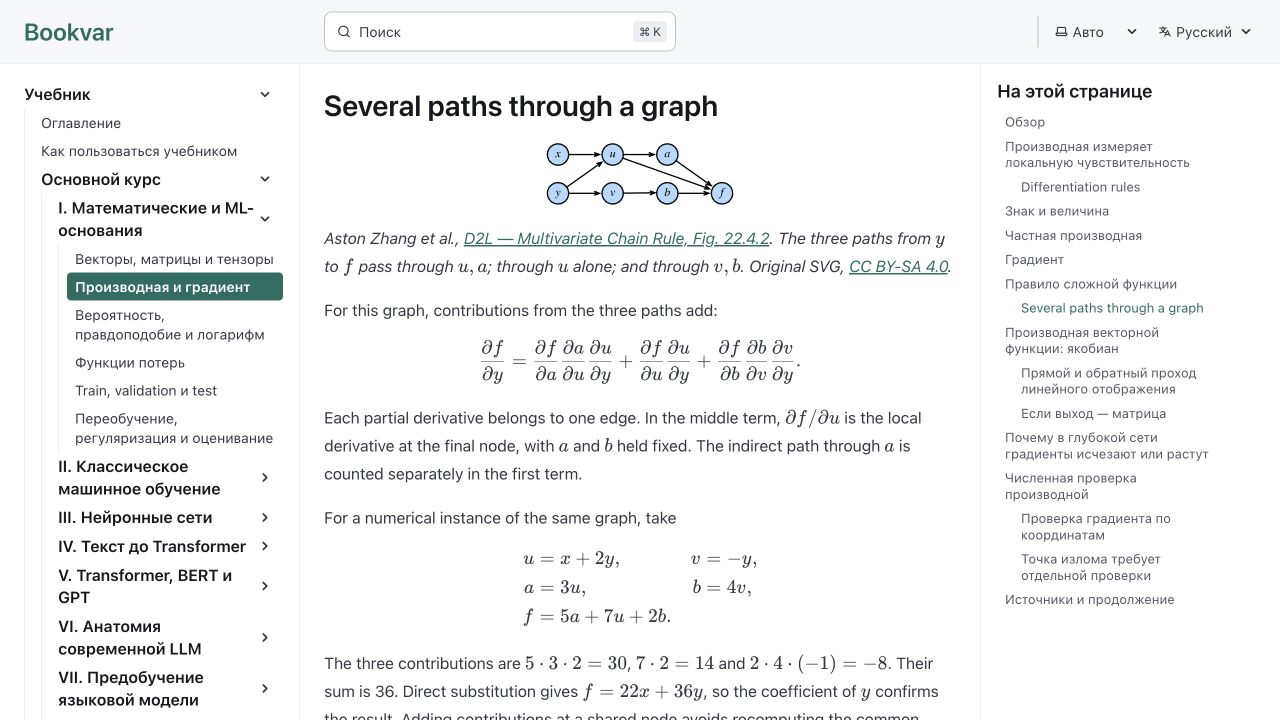 Bookvar
Поиск
⌘ K
Авто
Русский
Учебник
Оглавление
Как пользоваться учебником
Основной курс
I. Математические и ML-
основания
Векторы, матрицы и тензоры
Производная и градиент
Вероятность,
правдоподобие и логарифм
Функции потерь
Train, validation и test
Переобучение,
регуляризация и оценивание
II. Классическое
машинное обучение
III. Нейронные сети
IV. Текст до Transformer
V. Transformer, BERT и
GPT
VI. Анатомия
современной LLM
VII. Предобучение
языковой модели
Several paths through a graph
x u a
y v b f
Aston Zhang et al., D2L — Multivariate Chain Rule, Fig. 22.4.2. The three paths from y
to f pass through u, a; through u alone; and through v, b. Original SVG, CC BY-SA 4.0.
For this graph, contributions from the three paths add:
∂f/∂y = ∂f/∂a ∂a/∂u ∂u/∂y + ∂f/∂u ∂u/∂y + ∂f/∂b ∂b/∂v ∂v/∂y.
Each partial derivative belongs to one edge. In the middle term, ∂f/∂u is the local
derivative at the final node, with a and b held fixed. The indirect path through a is
counted separately in the first term.
For a numerical instance of the same graph, take
u = x + 2y, v = −y,
a = 3u, b = 4v,
f = 5a + 7u + 2b.
The three contributions are 5 · 3 · 2 = 30, 7 · 2 = 14 and 2 · 4 · (−1) = −8. Their
sum is 36. Direct substitution gives f = 22x + 36y, so the coefficient of y confirms
the result. Adding contributions at a shared node avoids recomputing the common
На этой странице
Обзор
Производная измеряет
локальную чувствительность
Differentiation rules
Знак и величина
Частная производная
Градиент
Правило сложной функции
Several paths through a graph
Производная векторной
функции: якобиан
Прямой и обратный проход
линейного отображения
Если выход — матрица
Почему в глубокой сети
градиенты исчезают или растут
Численная проверка
производной
Проверка градиента по
координатам
Точка излома требует
отдельной проверки
Источники и продолжение